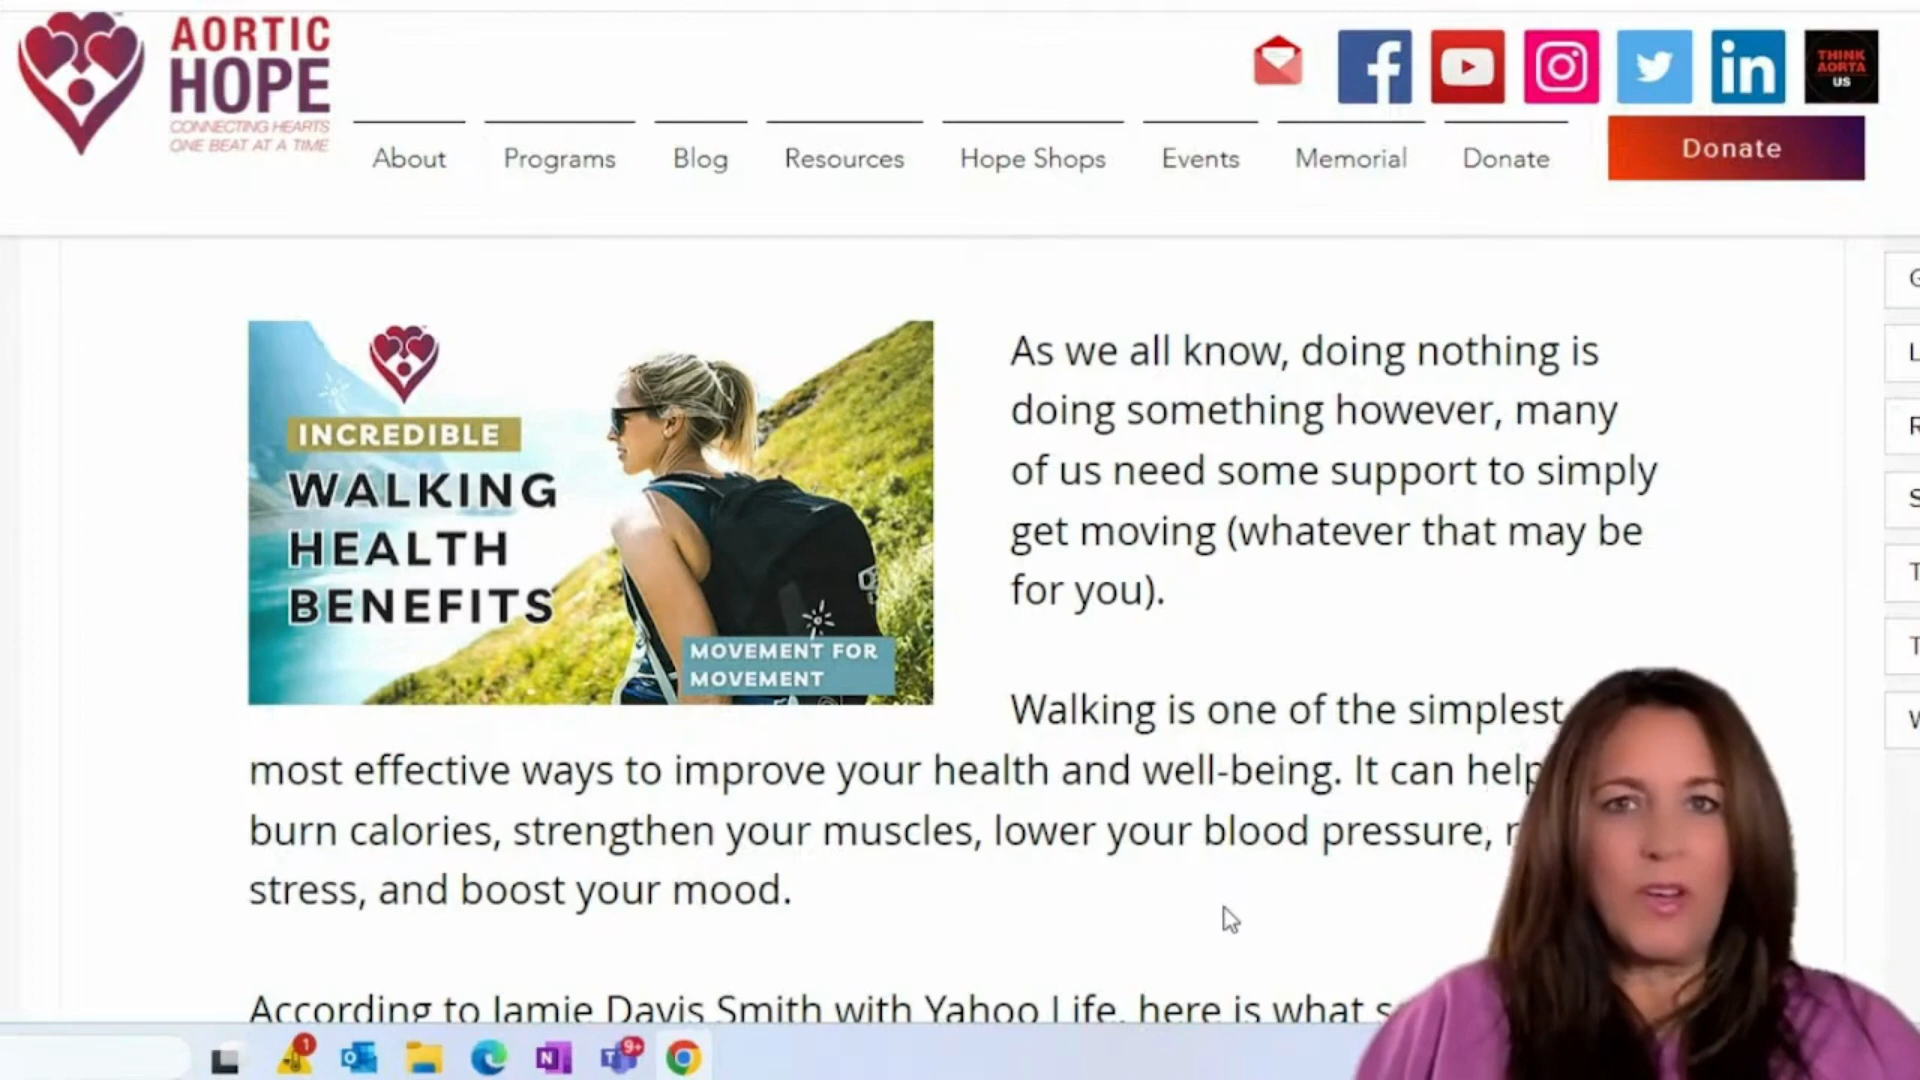 AORTIC
HOPE
CONNECTING HEARTS
ONE BEAT AT A TIME
THINK
AORTA
US
About
Programs
Blog
Resources
Hope Shops
Events
Memorial
Donate
Donate
INCREDIBLE
WALKING
HEALTH
BENEFITS
MOVEMENT FOR
MOVEMENT
As we all know, doing nothing is
doing something however, many
of us need some support to simply
get moving (whatever that may be
for you).
Walking is one of the simplest
most effective ways to improve your health and well-being. It can help
burn calories, strengthen your muscles, lower your blood pressure,
stress, and boost your mood.
According to Jamie Davis Smith with Yahoo Life, here is what
1
9+